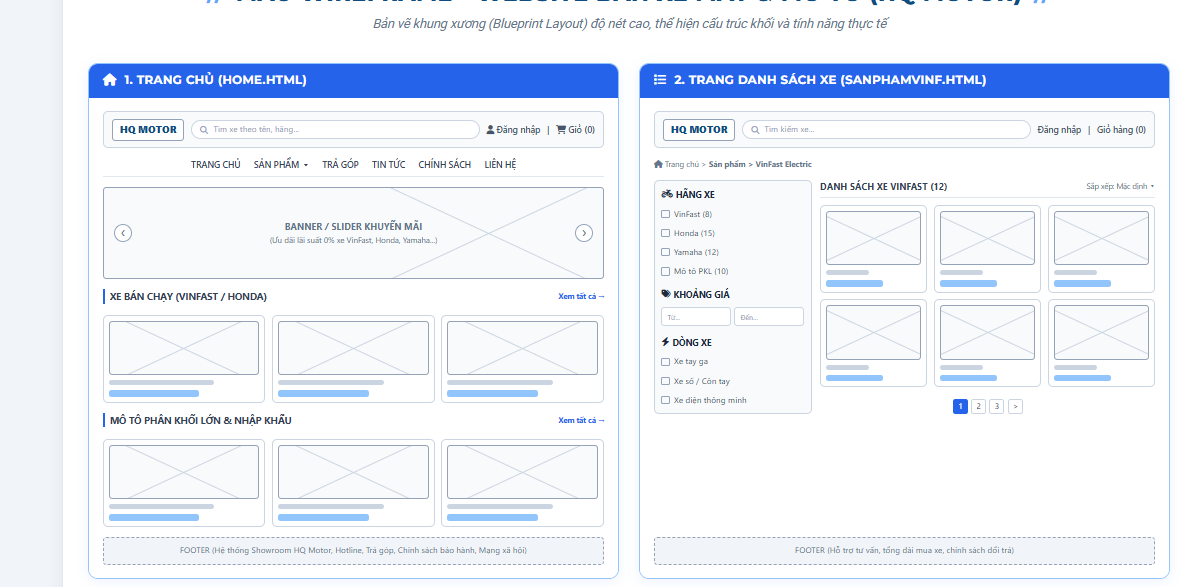 Bản vẽ khung xương (Blueprint Layout) độ nét cao, thể hiện cấu trúc khối và tính năng thực tế
1. TRANG CHỦ (HOME.HTML)
HQ MOTOR
Tìm xe theo tên, hãng...
Đăng nhập | Giỏ (0)
TRANG CHỦ SẢN PHẨM TRẢ GÓP TIN TỨC CHÍNH SÁCH LIÊN HỆ
BANNER / SLIDER KHUYẾN MÃI
(Ưu đãi lãi suất 0% xe VinFast, Honda, Yamaha...)
XE BÁN CHẠY (VINFAST / HONDA)
Xem tất cả →
MÔ TÔ PHÂN KHỐI LỚN & NHẬP KHẨU
Xem tất cả →
FOOTER (Hệ thống Showroom HQ Motor, Hotline, Trả góp, Chính sách bảo hành, Mạng xã hội)
2. TRANG DANH SÁCH XE (SANPHAMVINF.HTML)
HQ MOTOR
Tìm kiếm xe...
Đăng nhập | Giỏ hàng (0)
Trang chủ > Sản phẩm > VinFast Electric
HÃNG XE
VinFast (8)
Honda (15)
Yamaha (12)
Mô tô PKL (10)
KHOẢNG GIÁ
Từ... Đến...
DÒNG XE
Xe tay ga
Xe số / Côn tay
Xe điện thông minh
DANH SÁCH XE VINFAST (12)
Sắp xếp: Mặc định
1 2 3 >
FOOTER (Hỗ trợ tư vấn, tổng đài mua xe, chính sách đổi trả)